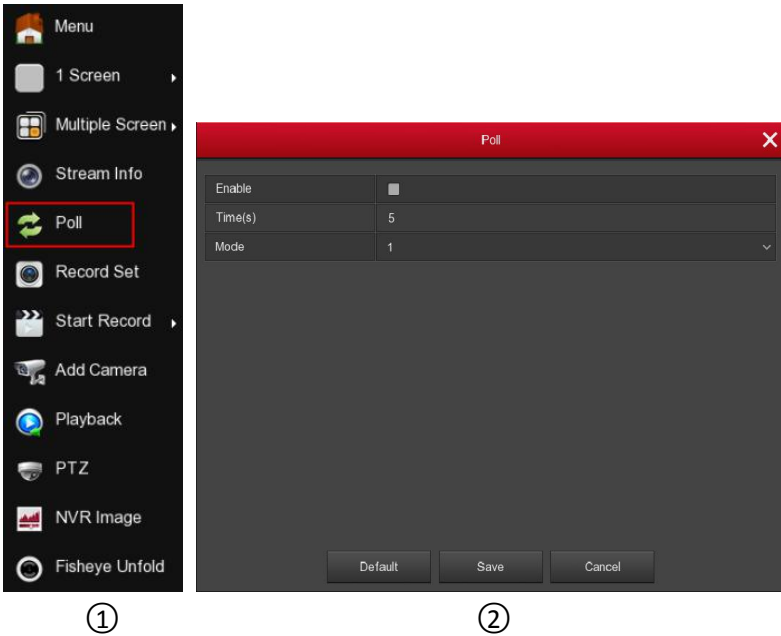 Menu
1 Screen
Multiple Screen
Stream Info
Poll
Record Set
Start Record
Add Camera
Playback
PTZ
NVR Image
Fisheye Unfold
①
Poll
Enable
Time(s) 5
Mode 1
Default Save Cancel
②